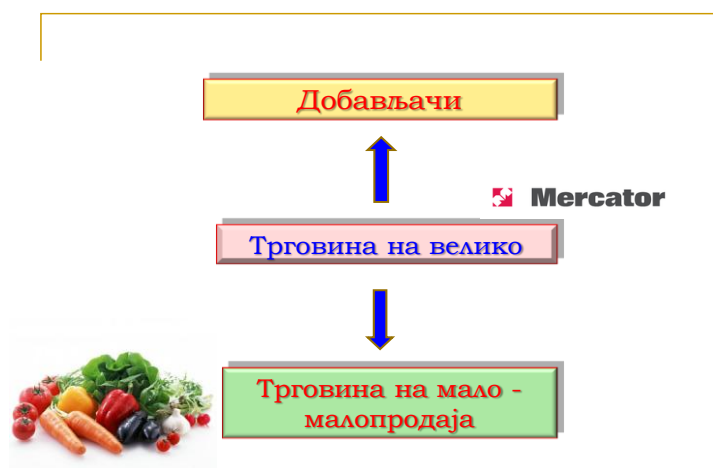 Добављачи
Mercator
Трговина на велико
Трговина на мало -
малопродаја